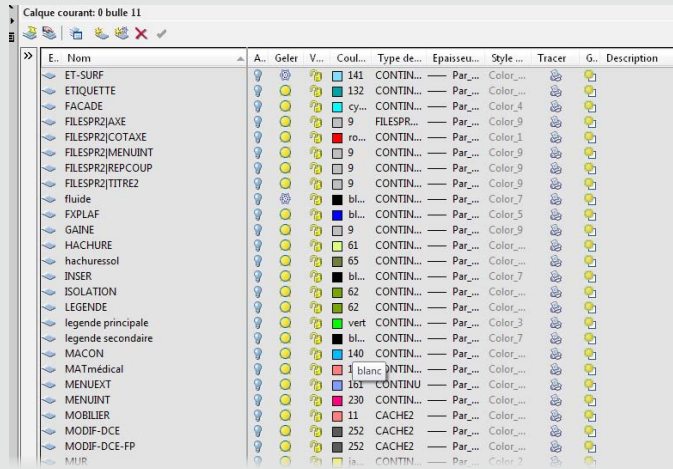 Calque courant: 0 bulle 11
E.. Nom A.. Geler V... Coul... Type de... Epaisseu... Style ... Tracer G.. Description
ET-SURF 141 CONTIN... Par_... Color_...
ETIQUETTE 132 CONTIN... Par_... Color_...
FACADE cy... CONTIN... Par_... Color_4
FILESPR2|AXE 9 FILESPR... Par_... Color_9
FILESPR2|COTAXE ro... CONTIN... Par_... Color_1
FILESPR2|MENUINT 9 CONTIN... Par_... Color_9
FILESPR2|REPCOUP 9 CONTIN... Par_... Color_9
FILESPR2|TITRE2 9 CONTIN... Par_... Color_9
fluide bl... CONTIN... Par_... Color_7
FXPLAF bl... CONTIN... Par_... Color_5
GAINE 9 CONTIN... Par_... Color_9
HACHURE 61 CONTIN... Par_... Color_...
hachuressol 65 CONTIN... Par_... Color_...
INSER bl... CONTIN... Par_... Color_7
ISOLATION 62 CONTIN... Par_... Color_...
LEGENDE 62 CONTIN... Par_... Color_...
legende principale vert CONTIN... Par_... Color_3
legende secondaire bl... CONTIN... Par_... Color_7
MACON 140 CONTIN... Par_... Color_...
MATmédical blanc Par_... Color_...
MENUEXT 161 CONTINU Par_... Color_...
MENUINT 230 CONTIN... Par_... Color_...
MOBILIER 11 CACHE2 Par_... Color_...
MODIF-DCE 252 CACHE2 Par_... Color_...
MODIF-DCE-FP 252 CACHE2 Par_... Color_...
MUR ja... CONTIN... Par_... Color_2